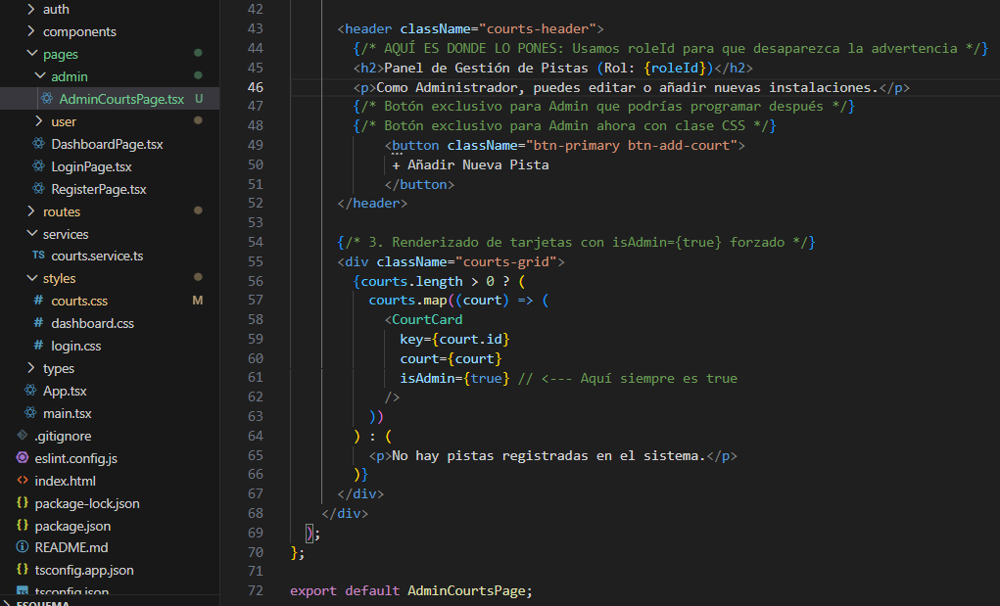 auth
components
pages
admin
AdminCourtsPage.tsx U
user
DashboardPage.tsx
LoginPage.tsx
RegisterPage.tsx
routes
services
TS courts.service.ts
styles
# courts.css M
# dashboard.css
# login.css
types
App.tsx
main.tsx
.gitignore
eslint.config.js
<> index.html
{} package-lock.json
{} package.json
README.md
{} tsconfig.app.json
TS tsconfig.json
ESQUEMA
42
43 <header className="courts-header">
44 {/* AQUÍ ES DONDE LO PONES: Usamos roleId para que desaparezca la advertencia */}
45 <h2>Panel de Gestión de Pistas (Rol: {roleId})</h2>
46 <p>Como Administrador, puedes editar o añadir nuevas instalaciones.</p>
47 {/* Botón exclusivo para Admin que podrías programar después */}
48 {/* Botón exclusivo para Admin ahora con clase CSS */}
49 <button className="btn-primary btn-add-court">
50 + Añadir Nueva Pista
51 </button>
52 </header>
53
54 {/* 3. Renderizado de tarjetas con isAdmin={true} forzado */}
55 <div className="courts-grid">
56 {courts.length > 0 ? (
57 courts.map((court) => (
58 <CourtCard
59 key={court.id}
60 court={court}
61 isAdmin={true} // <--- Aquí siempre es true
62 />
63 ))
64 ) : (
65 <p>No hay pistas registradas en el sistema.</p>
66 )}
67 </div>
68 </div>
69 );
70 };
71
72 export default AdminCourtsPage;